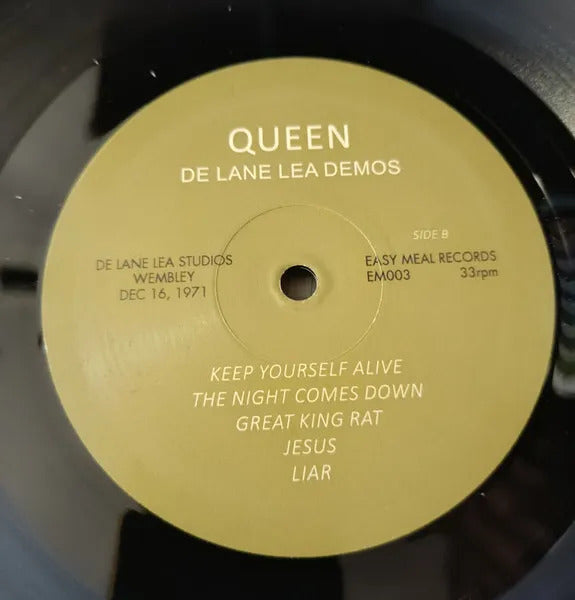 QUEEN
DE LANE LEA DEMOS
SIDE B
DE LANE LEA STUDIOS
WEMBLEY
DEC 16, 1971
EASY MEAL RECORDS
EM003 33rpm
KEEP YOURSELF ALIVE
THE NIGHT COMES DOWN
GREAT KING RAT
JESUS
LIAR